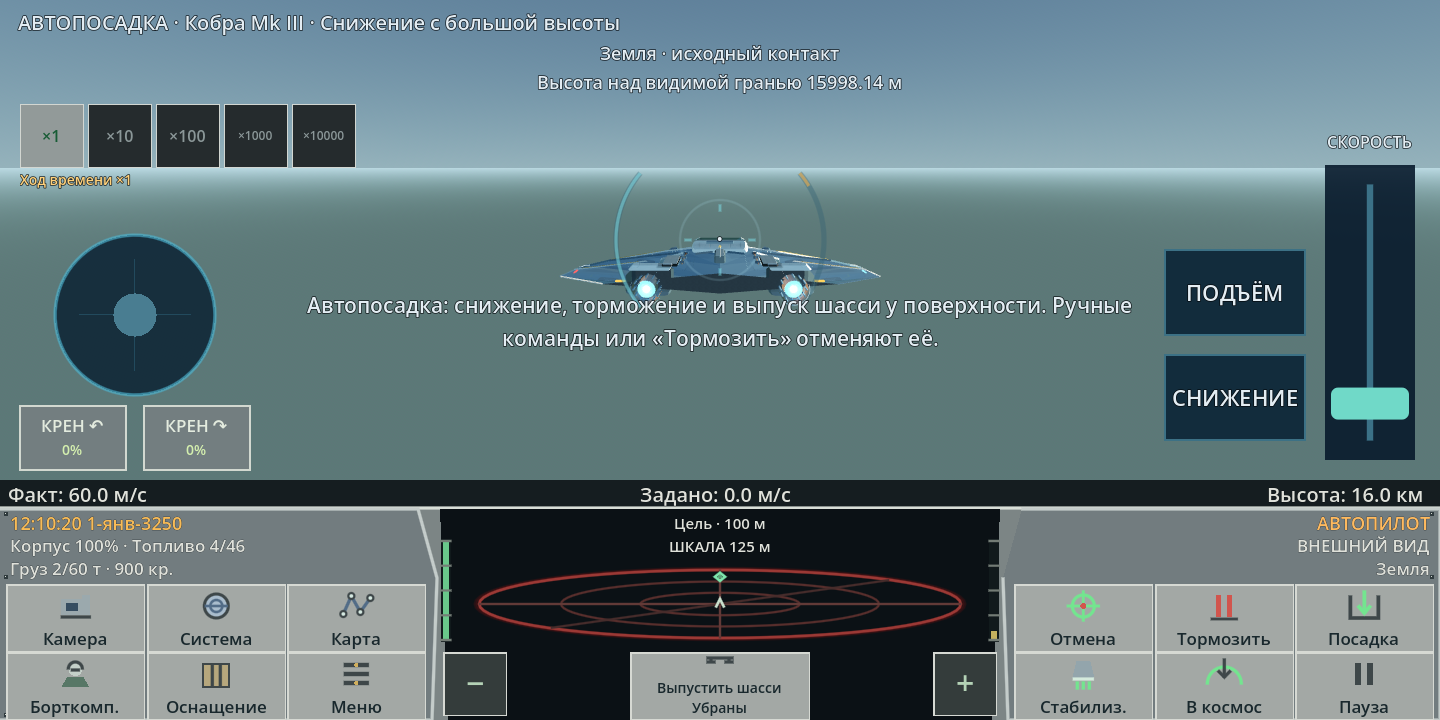 АВТОПОСАДКА · Кобра Mk III · Снижение с большой высоты
Земля · исходный контакт
Высота над видимой гранью 15998.14 м
×1
×10
×100
×1000
×10000
Ход времени ×1
СКОРОСТЬ
ПОДЪЁМ
СНИЖЕНИЕ
Автопосадка: снижение, торможение и выпуск шасси у поверхности. Ручные
команды или «Тормозить» отменяют её.
КРЕН ↶
0%
КРЕН ↷
0%
Факт: 60.0 м/с
Задано: 0.0 м/с
Высота: 16.0 км
12:10:20 1-янв-3250
Корпус 100% · Топливо 4/46
Груз 2/60 т · 900 кр.
Цель · 100 м
ШКАЛА 125 м
АВТОПИЛОТ
ВНЕШНИЙ ВИД
Земля
Камера
Система
Карта
Борткомп.
Оснащение
Меню
−
Выпустить шасси
Убраны
+
Отмена
Тормозить
Посадка
Стабилиз.
В космос
Пауза